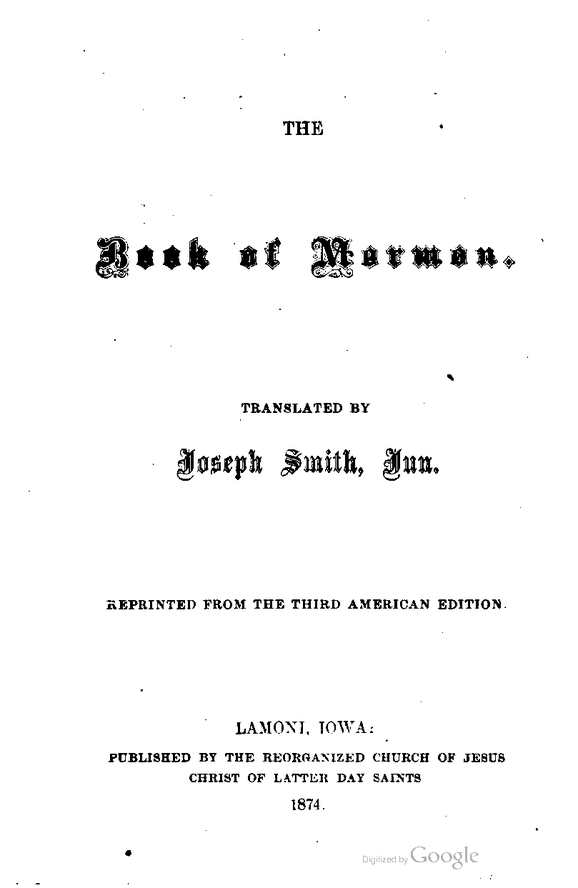 THE
Book of Mormon.
TRANSLATED BY
Joseph Smith, Jun.
REPRINTED FROM THE THIRD AMERICAN EDITION.
LAMONI, IOWA:
PUBLISHED BY THE REORGANIZED CHURCH OF JESUS
CHRIST OF LATTER DAY SAINTS
1874.
Digitized by Google